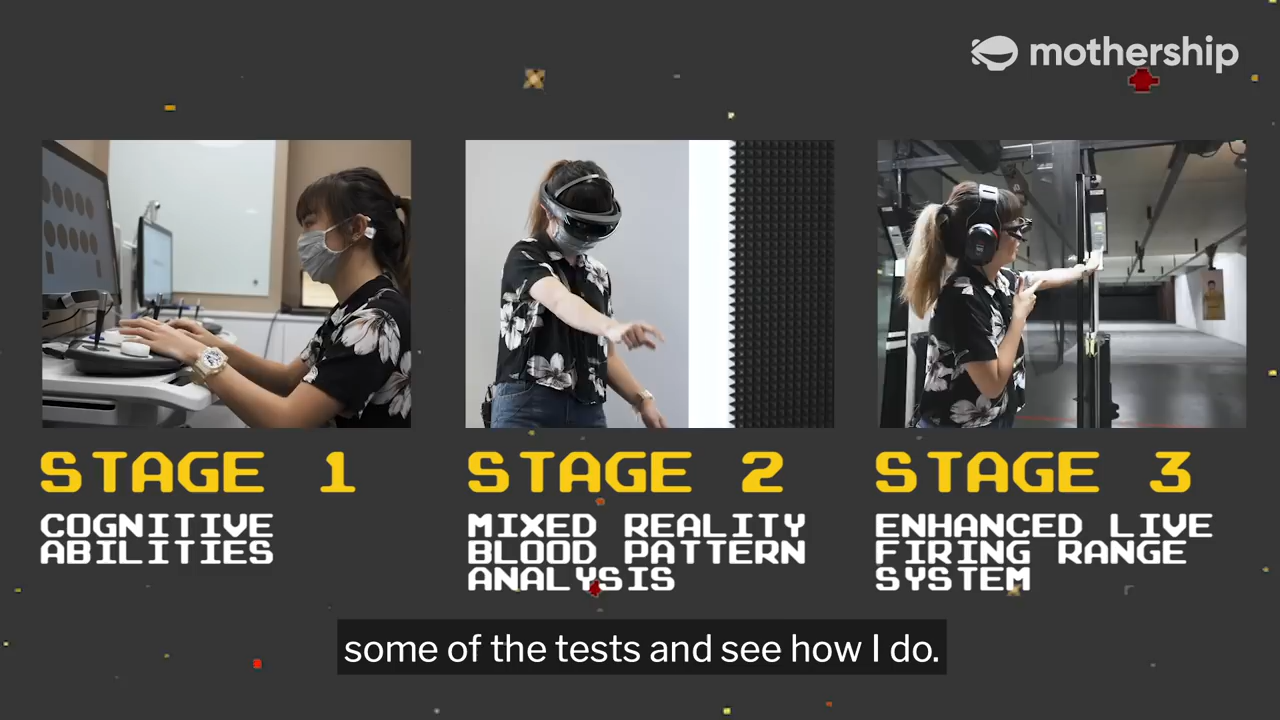 mothership
STAGE 1
COGNITIVE
ABILITIES
STAGE 2
MIXED REALITY
BLOOD PATTERN
ANALYSIS
STAGE 3
ENHANCED LIVE
FIRING RANGE
SYSTEM
some of the tests and see how I do.